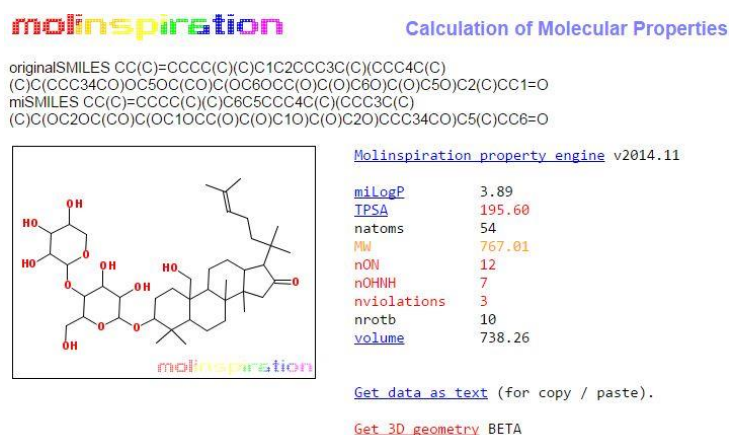 molinspiration
Calculation of Molecular Properties
originalSMILES CC(C)=CCCC(C)(C)C1C2CCC3C(C)(CCC4C(C)
(C)C(CCC34CO)OC5OC(CO)C(OC6OCC(O)C(O)C6O)C(O)C5O)C2(C)CC1=O
miSMILES CC(C)=CCCC(C)(C)C6C5CCC4C(C)(CCC3C(C)
(C)C(OC2OC(CO)C(OC1OCC(O)C(O)C1O)C(O)C2O)CCC34CO)C5(C)CC6=O
Molinspiration property engine v2014.11
miLogP 3.89
TPSA 195.60
natoms 54
MW 767.01
nON 12
nOHNH 7
nviolations 3
nrotb 10
volume 738.26
Get data as text (for copy / paste).
Get 3D geometry BETA
OH
HO
HO
O
OH
HO
O
OH
O
O
O
OH
O
molinspiration